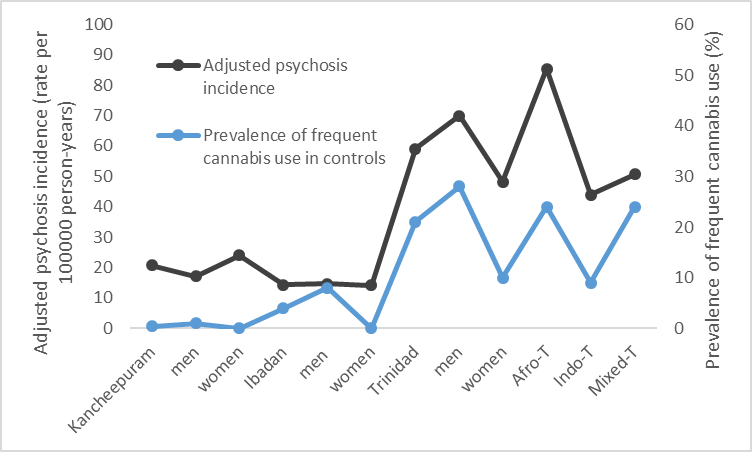 Adjusted psychosis incidence (rate per
100000 person-years)
100
90
80
70
60
50
40
30
20
10
0
Adjusted psychosis
incidence
Prevalence of frequent
cannabis use in controls
60
50
40
30
20
10
0
Prevalence of frequent cannabis use (%)
Kancheepuram
men
women
Ibadan
men
women
Trinidad
men
women
Afro-T
Indo-T
Mixed-T